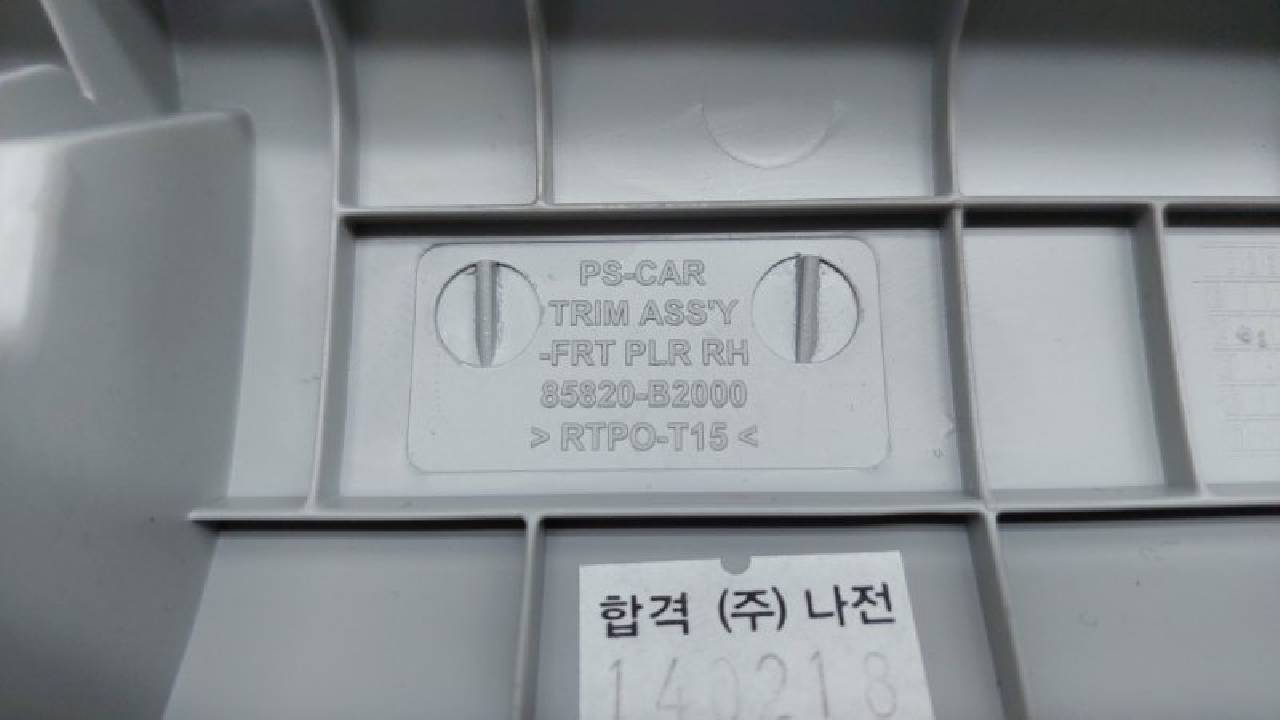 PS-CAR
TRIM ASS'Y
-FRT PLR RH
85820-B2000
> RTPO-T15 <
합격 (주) 나전
140218